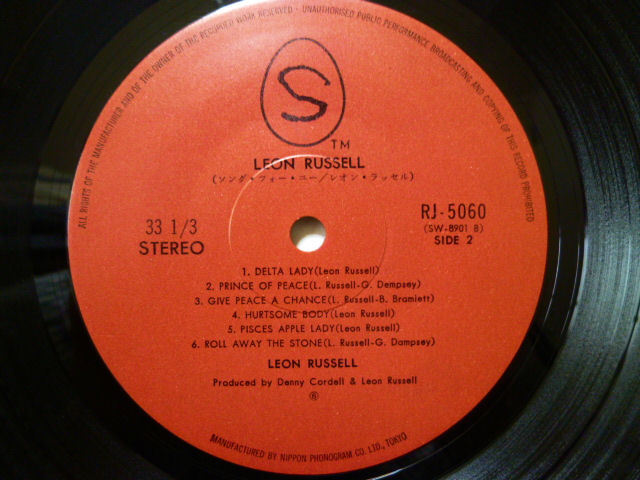 ALL RIGHTS OF THE MANUFACTURER AND OF THE OWNER OF THE RECORDED WORK RESERVED - UNAUTHORISED PUBLIC PERFORMANCE BROADCASTING AND COPYING OF THIS RECORD PROHIBITED
S
TM
LEON RUSSELL
(ソング・フォー・ユー/レオン・ラッセル)
33 1/3
STEREO
RJ-5060
(SW-8901 B)
SIDE 2
1. DELTA LADY(Leon Russell)
2. PRINCE OF PEACE(L. Russell-G. Dempsey)
3. GIVE PEACE A CHANCE(L. Russell-B. Bramlett)
4. HURTSOME BODY(Leon Russell)
5. PISCES APPLE LADY(Leon Russell)
6. ROLL AWAY THE STONE(L. Russell-G. Dampsey)
LEON RUSSELL
Produced by Denny Cordell & Leon Russell
MANUFACTURED BY NIPPON PHONOGRAM CO. LTD., TOKYO